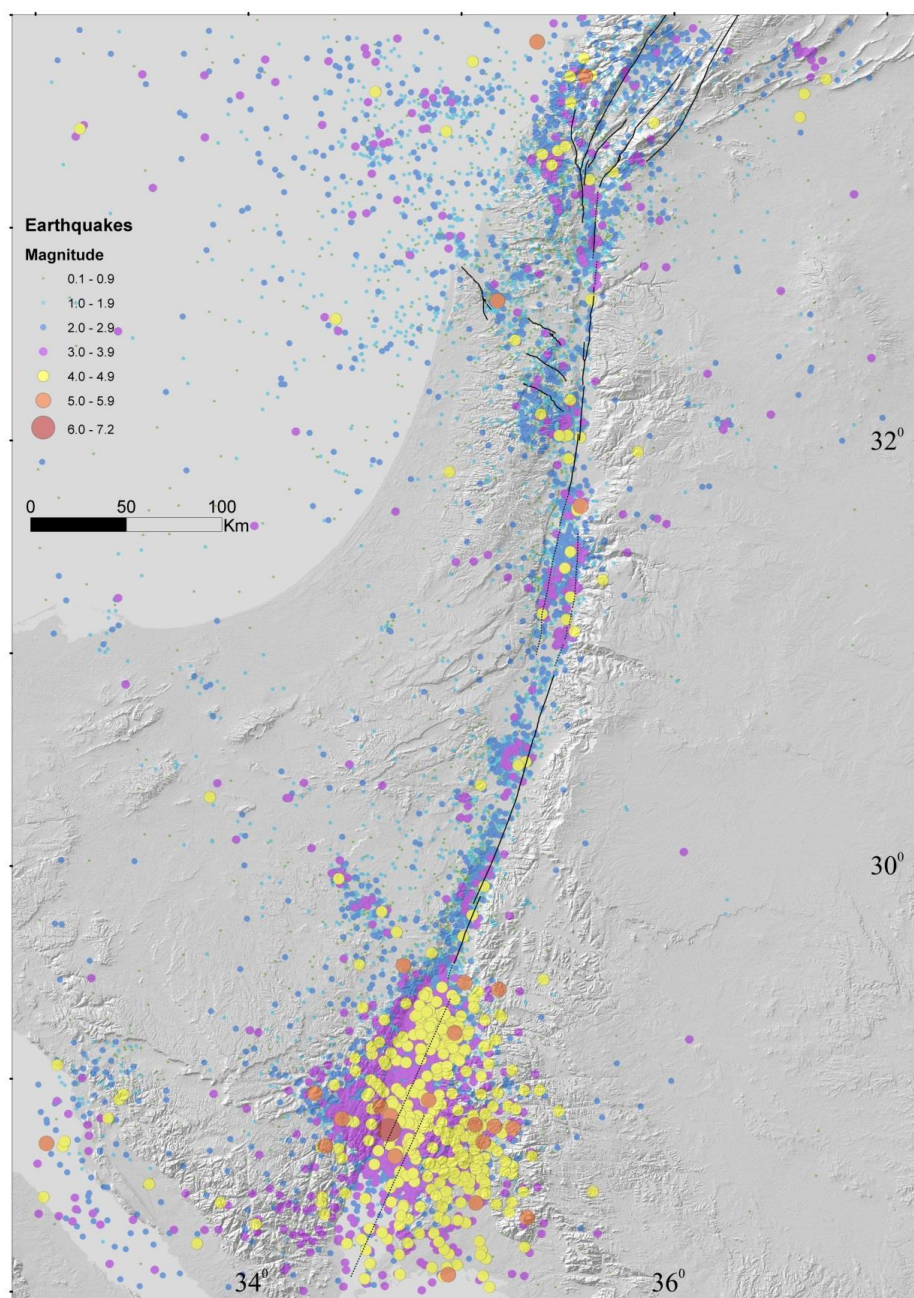 Earthquakes
Magnitude
0.1 - 0.9
1.0 - 1.9
2.0 - 2.9
3.0 - 3.9
4.0 - 4.9
5.0 - 5.9
6.0 - 7.2
32⁰
0 50 100
Km
30⁰
34⁰ 36⁰